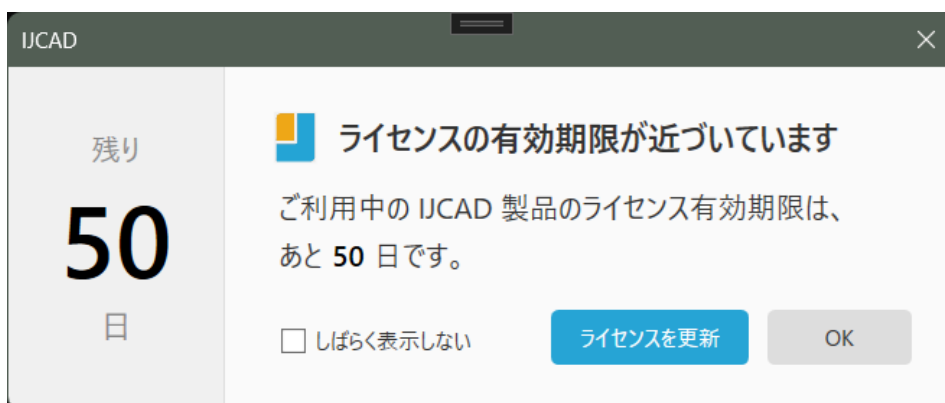 IJCAD
残り
50
日
ライセンスの有効期限が近づいています
ご利用中の IJCAD 製品のライセンス有効期限は、
あと 50 日です。
しばらく表示しない
ライセンスを更新
OK